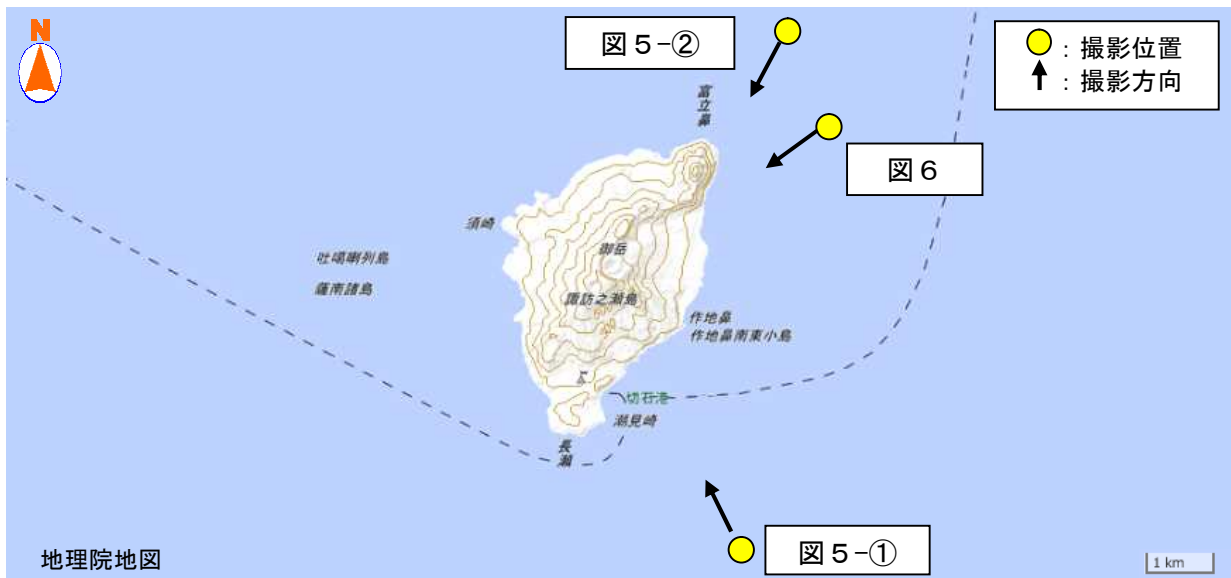 N
図5-②
：撮影位置
：撮影方向
富立鼻
図6
須崎
御岳
吐噶喇列島
薩南諸島
諏訪之瀬島
作地鼻
作地鼻南東小島
切石港
潮見崎
長瀬
図5-①
地理院地図
1 km